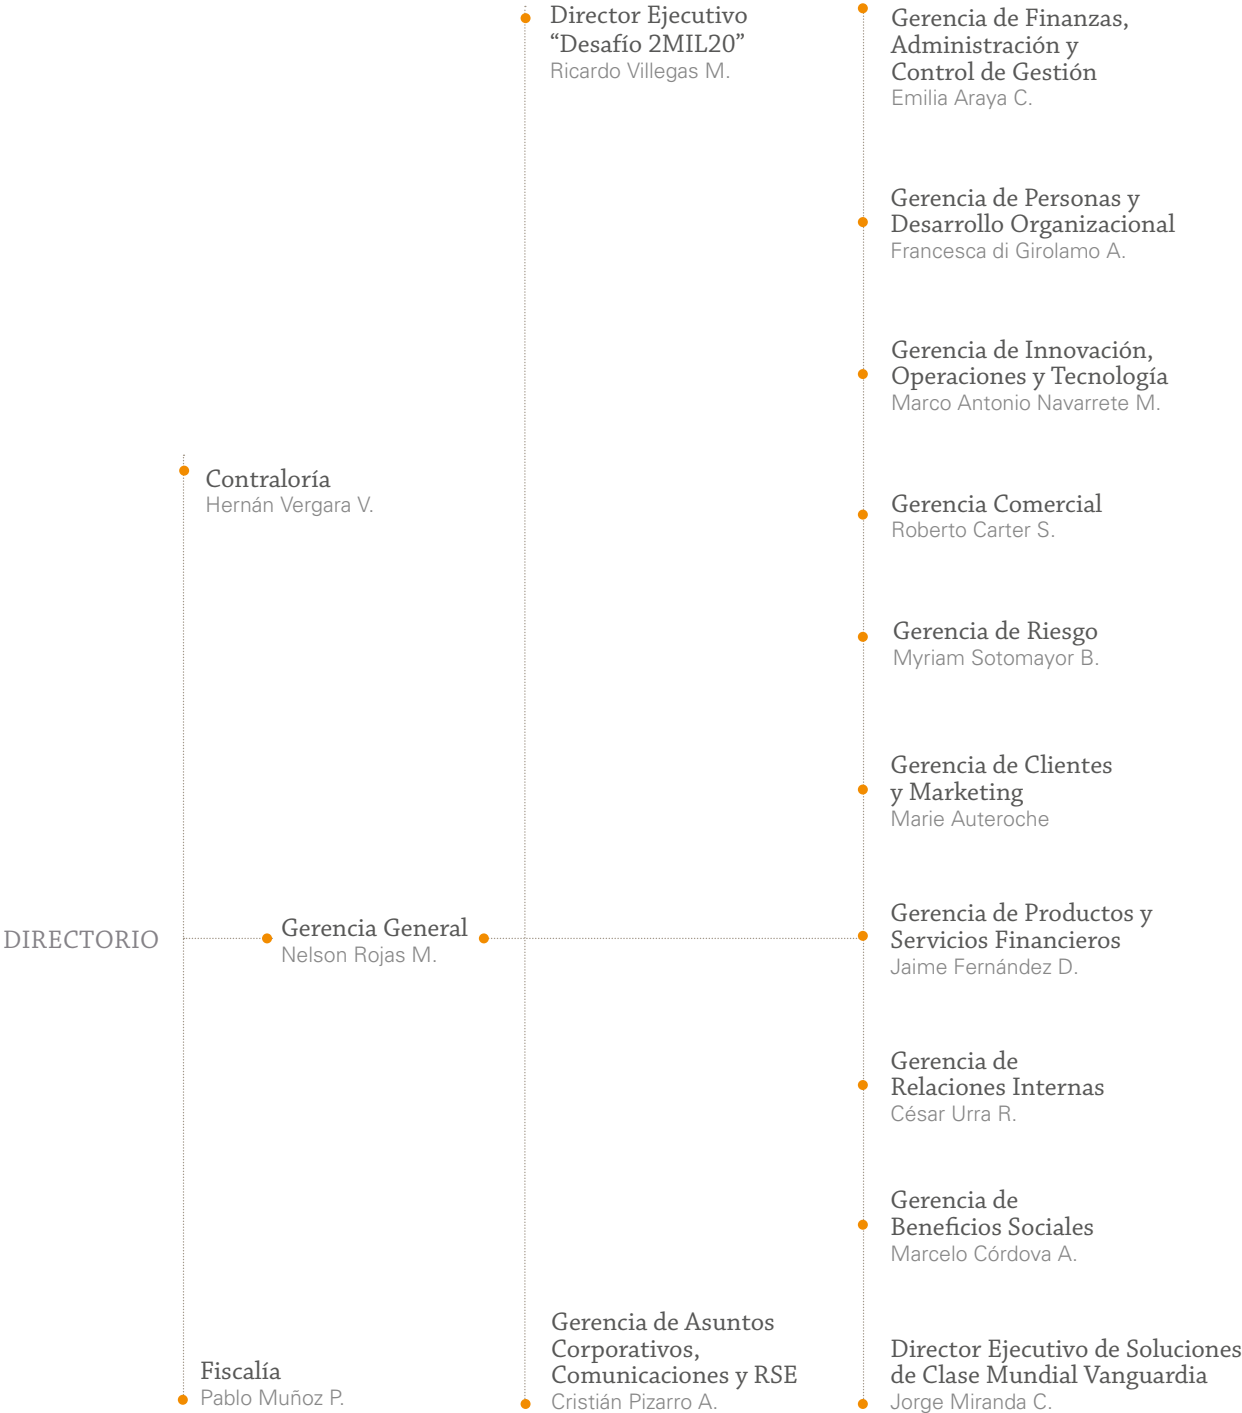 DIRECTORIO
Contraloría
Hernán Vergara V.
Gerencia General
Nelson Rojas M.
Fiscalía
Pablo Muñoz P.
Director Ejecutivo
“Desafío 2MIL20”
Ricardo Villegas M.
Gerencia de Asuntos
Corporativos,
Comunicaciones y RSE
Cristián Pizarro A.
Gerencia de Finanzas,
Administración y
Control de Gestión
Emilia Araya C.
Gerencia de Personas y
Desarrollo Organizacional
Francesca di Girolamo A.
Gerencia de Innovación,
Operaciones y Tecnología
Marco Antonio Navarrete M.
Gerencia Comercial
Roberto Carter S.
Gerencia de Riesgo
Myriam Sotomayor B.
Gerencia de Clientes
y Marketing
Marie Auteroche
Gerencia de Productos y
Servicios Financieros
Jaime Fernández D.
Gerencia de
Relaciones Internas
César Urra R.
Gerencia de
Beneficios Sociales
Marcelo Córdova A.
Director Ejecutivo de Soluciones
de Clase Mundial Vanguardia
Jorge Miranda C.